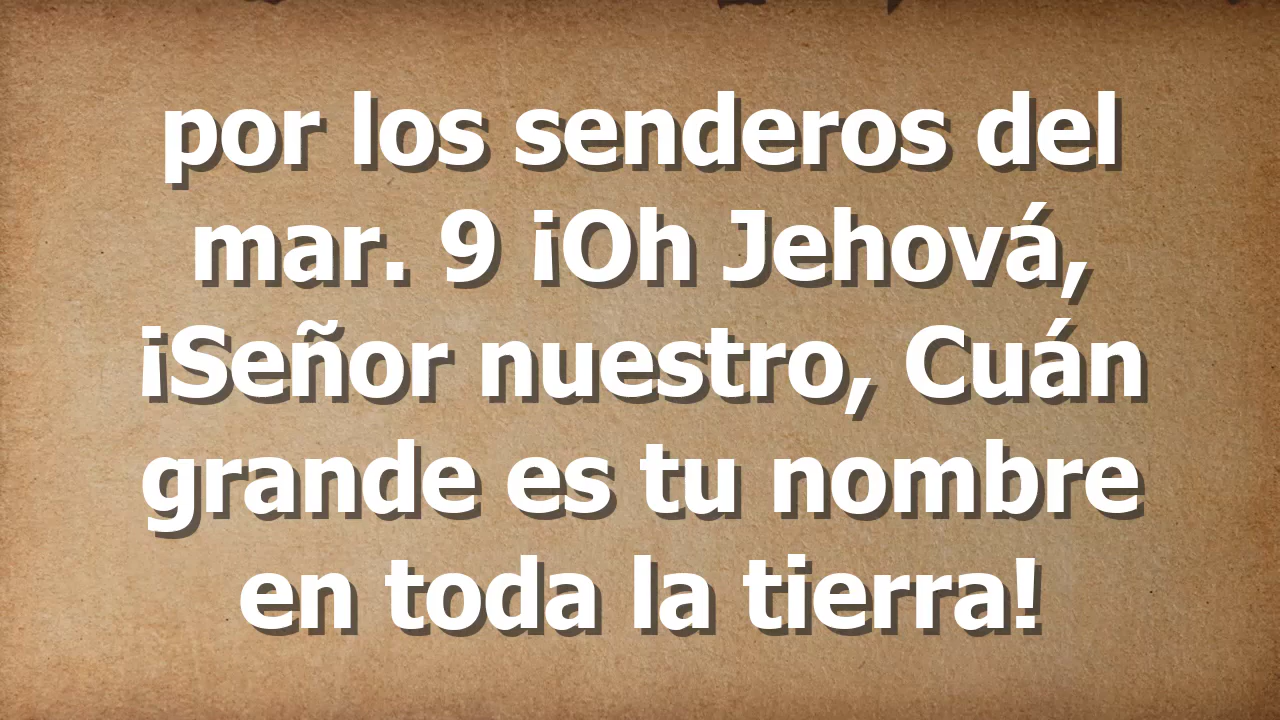 por los senderos del
mar. 9 ¡Oh Jehová,
¡Señor nuestro, Cuán
grande es tu nombre
en toda la tierra!